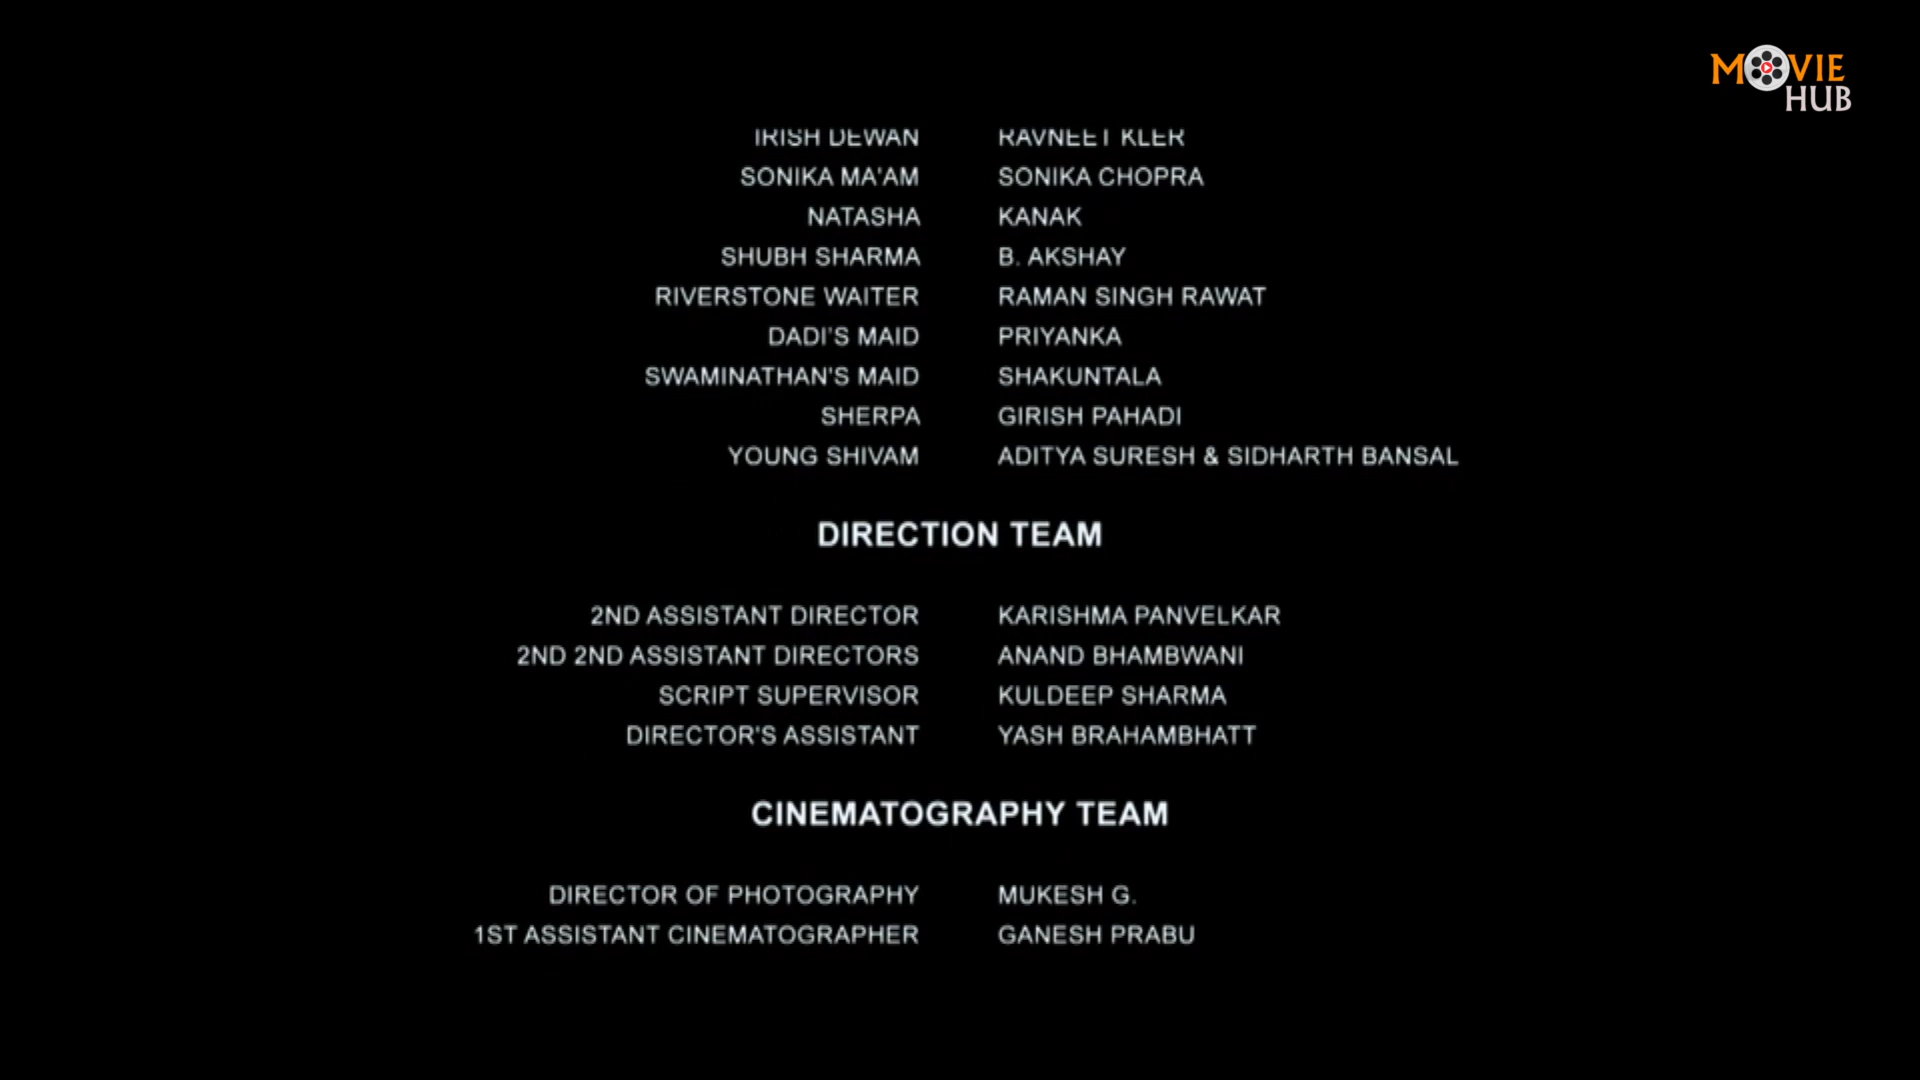 MOVIE
HUB
IRISH DEWAN RAVNEET KLER
SONIKA MA'AM SONIKA CHOPRA
NATASHA KANAK
SHUBH SHARMA B. AKSHAY
RIVERSTONE WAITER RAMAN SINGH RAWAT
DADI'S MAID PRIYANKA
SWAMINATHAN'S MAID SHAKUNTALA
SHERPA GIRISH PAHADI
YOUNG SHIVAM ADITYA SURESH & SIDHARTH BANSAL
DIRECTION TEAM
2ND ASSISTANT DIRECTOR KARISHMA PANVELKAR
2ND 2ND ASSISTANT DIRECTORS ANAND BHAMBWANI
SCRIPT SUPERVISOR KULDEEP SHARMA
DIRECTOR'S ASSISTANT YASH BRAHAMBHATT
CINEMATOGRAPHY TEAM
DIRECTOR OF PHOTOGRAPHY MUKESH G.
1ST ASSISTANT CINEMATOGRAPHER GANESH PRABU